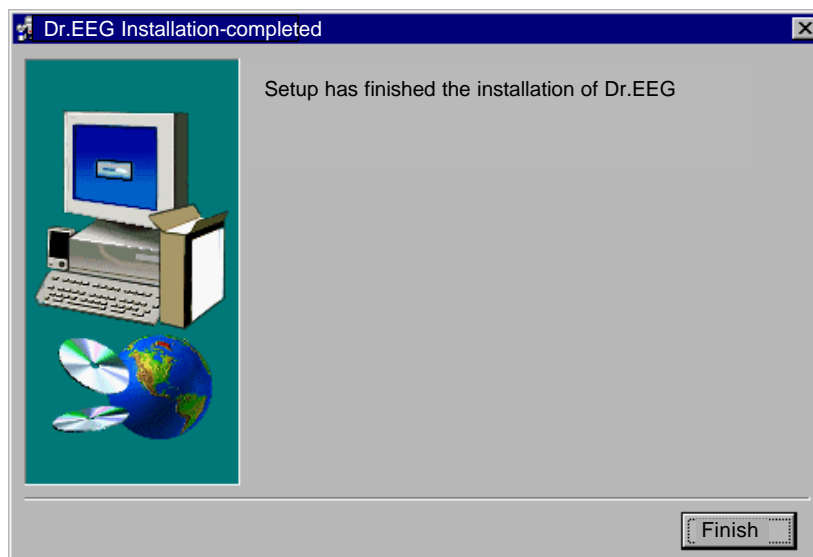 Dr.EEG Installation-completed
Setup has finished the installation of Dr.EEG
Finish